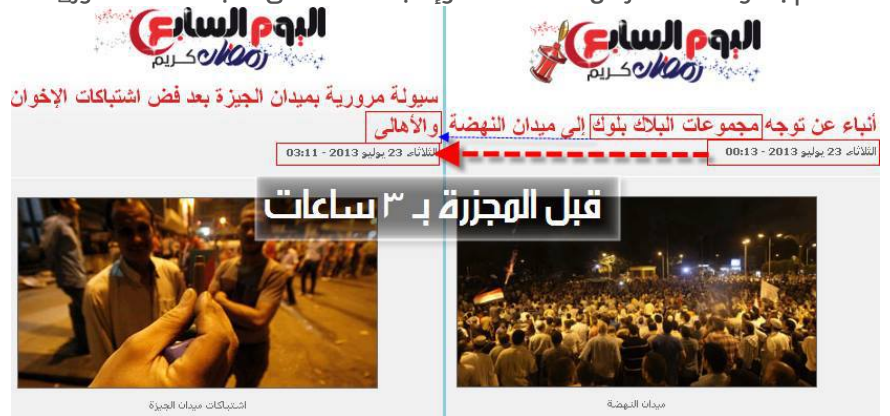 اليوم السابع
رمضان كريم
أنباء عن توجه مجموعات البلاك بلوك إلي ميدان النهضة
الثلاثاء، 23 يوليو 2013 - 00:13
ميدان النهضة
اليوم السابع
رمضان كريم
سيولة مرورية بميدان الجيزة بعد فض اشتباكات الإخوان
والأهالى
الثلاثاء، 23 يوليو 2013 - 03:11
قبل المجزرة بـ ٣ ساعات
اشتباكات ميدان الجيزة